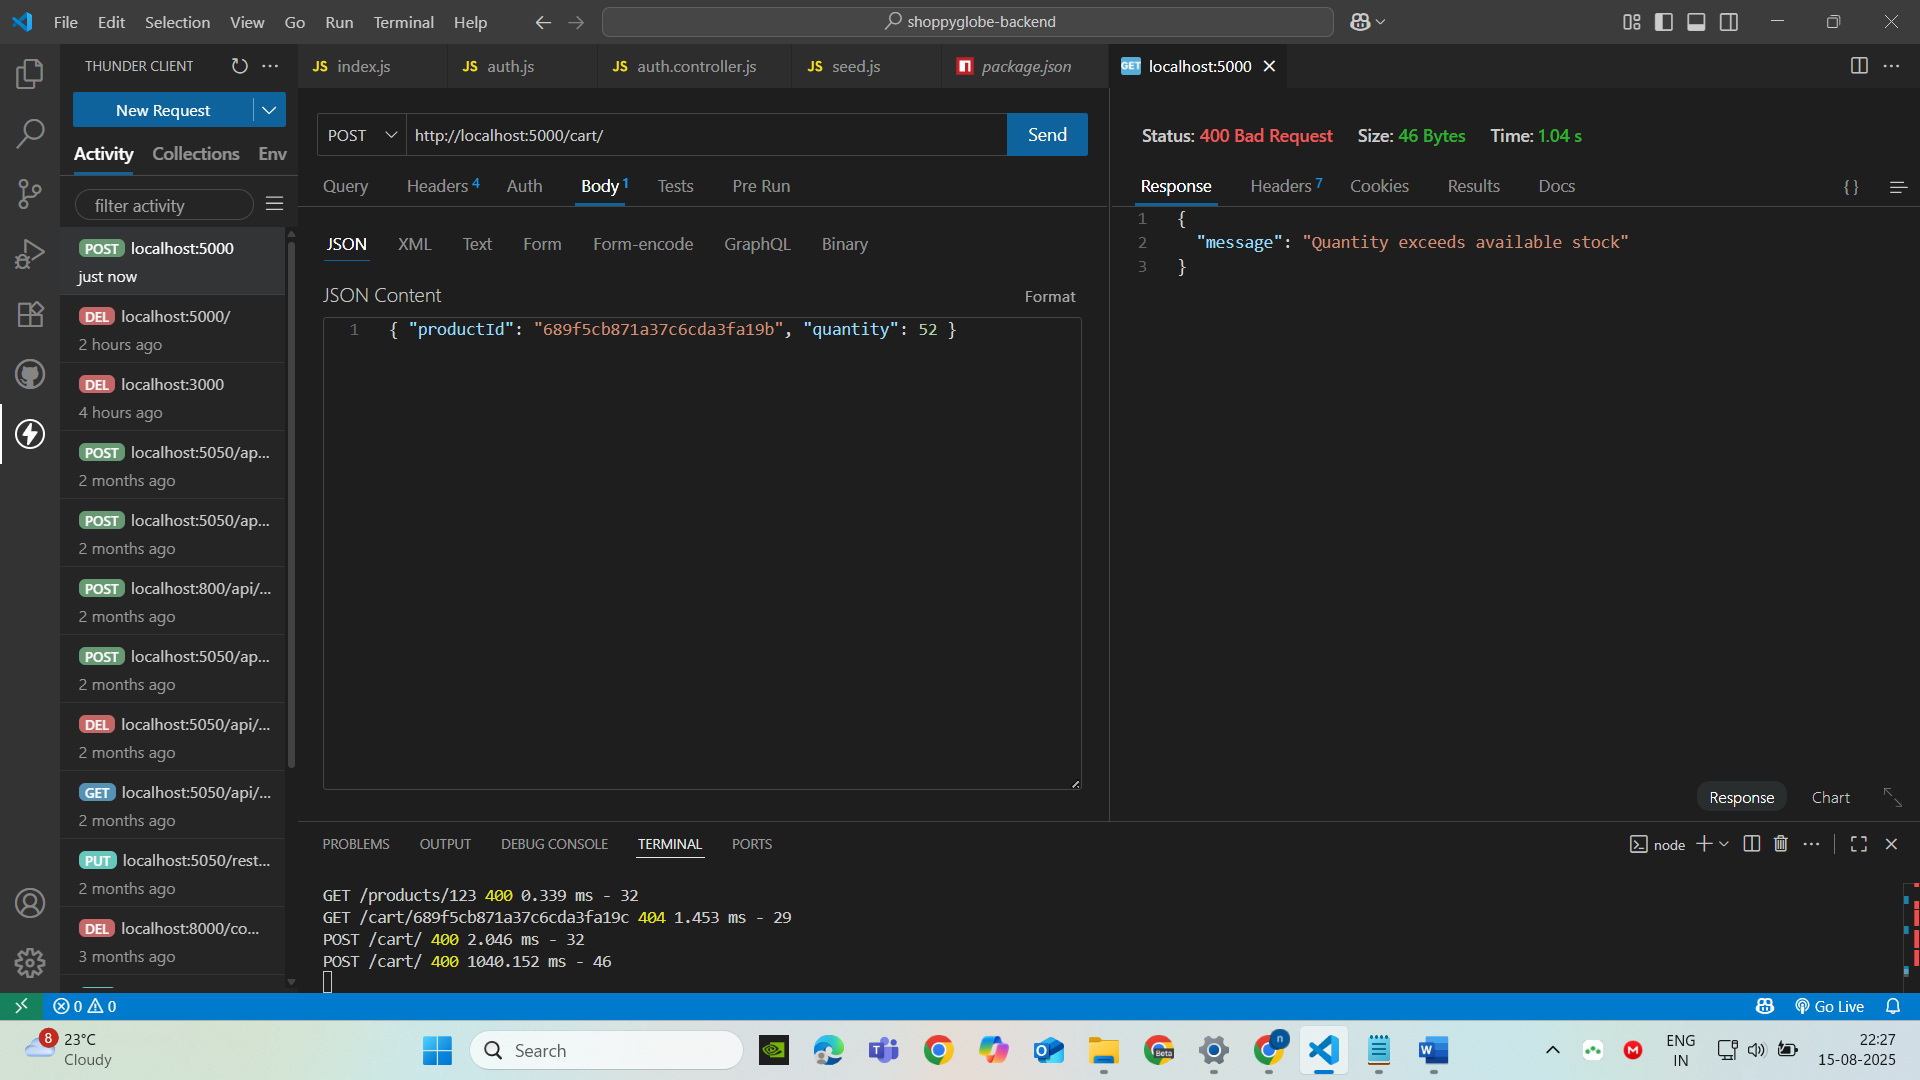 File Edit Selection View Go Run Terminal Help
shoppyglobe-backend
THUNDER CLIENT
New Request
Activity Collections Env
filter activity
POST localhost:5000
just now
DEL localhost:5000/
2 hours ago
DEL localhost:3000
4 hours ago
POST localhost:5050/ap...
2 months ago
POST localhost:5050/ap...
2 months ago
POST localhost:800/api/...
2 months ago
POST localhost:5050/ap...
2 months ago
DEL localhost:5050/api/...
2 months ago
GET localhost:5050/api/...
2 months ago
PUT localhost:5050/rest...
2 months ago
DEL localhost:8000/co...
3 months ago
JS index.js JS auth.js JS auth.controller.js JS seed.js package.json GET localhost:5000
POST http://localhost:5000/cart/ Send
Query Headers 4 Auth Body 1 Tests Pre Run
JSON XML Text Form Form-encode GraphQL Binary
JSON Content Format
1 { "productId": "689f5cb871a37c6cda3fa19b", "quantity": 52 }
Status: 400 Bad Request Size: 46 Bytes Time: 1.04 s
Response Headers 7 Cookies Results Docs { }
1 {
2 "message": "Quantity exceeds available stock"
3 }
Response Chart
PROBLEMS OUTPUT DEBUG CONSOLE TERMINAL PORTS
node
GET /products/123 400 0.339 ms - 32
GET /cart/689f5cb871a37c6cda3fa19c 404 1.453 ms - 29
POST /cart/ 400 2.046 ms - 32
POST /cart/ 400 1040.152 ms - 46
0 0
Go Live
8 23°C
Cloudy
Search
Beta
n
ENG
IN
22:27
15-08-2025